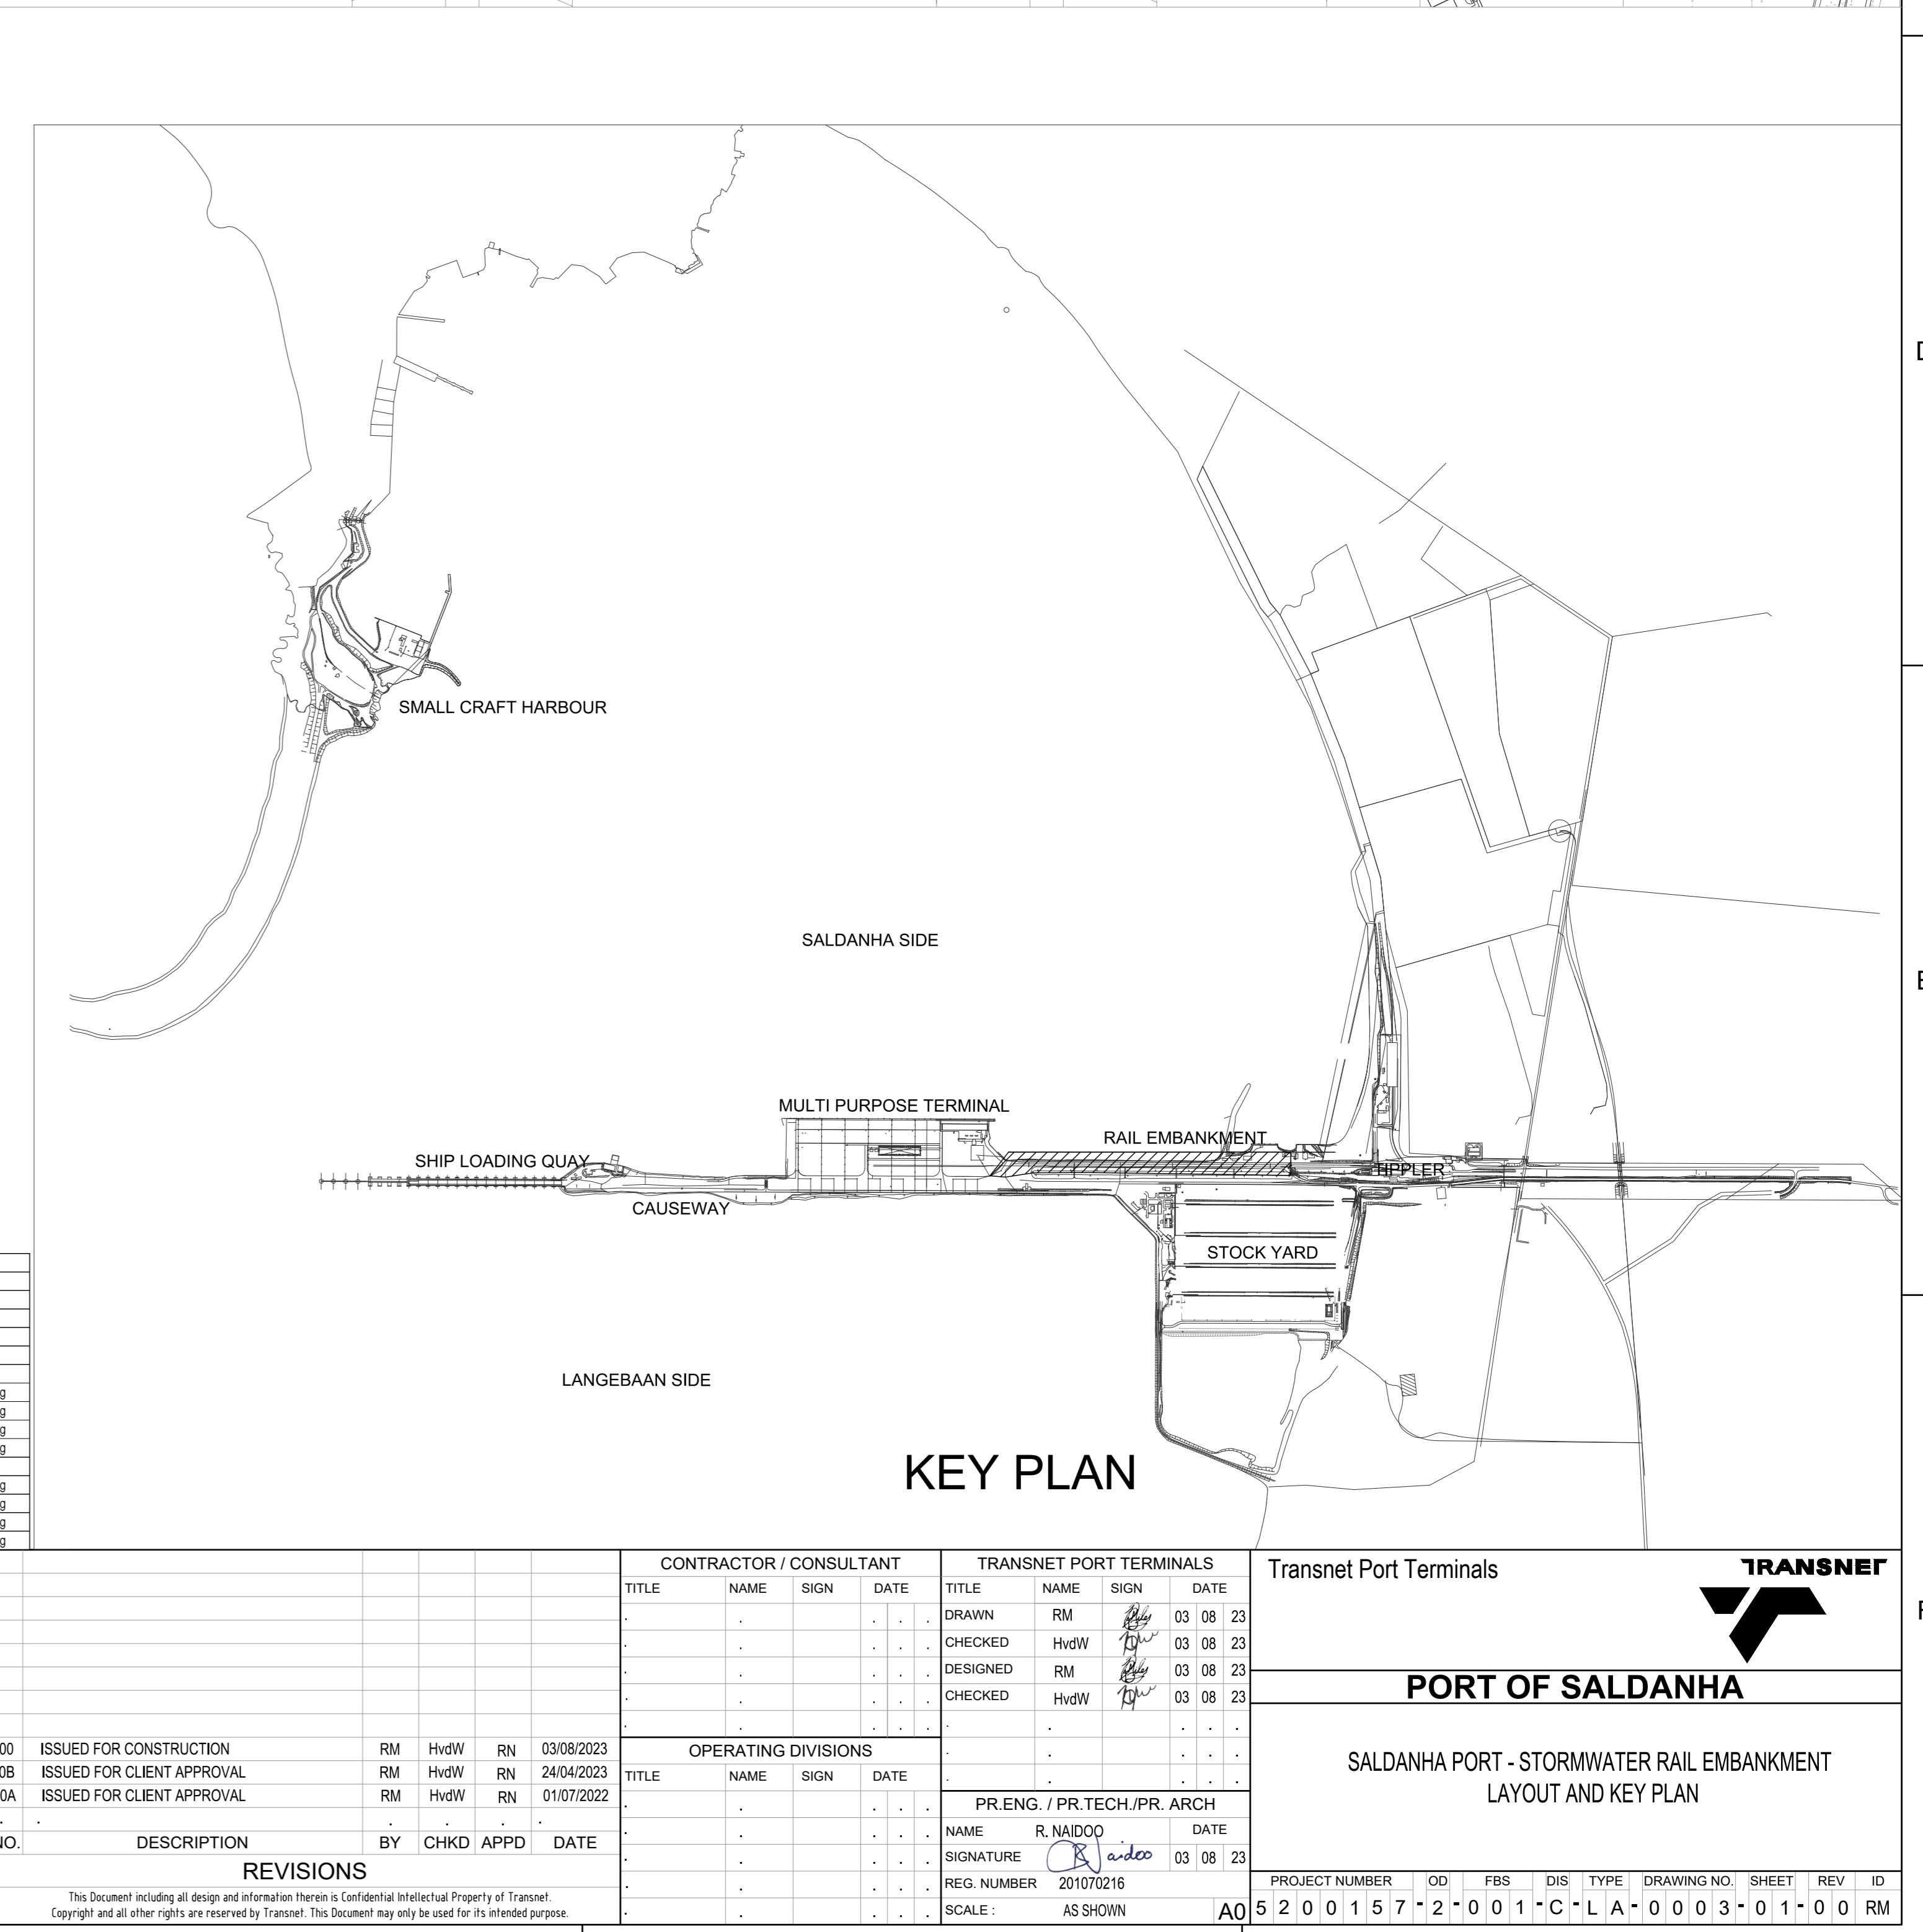 D
SMALL CRAFT HARBOUR
SALDANHA SIDE
E
MULTI PURPOSE TERMINAL
RAIL EMBANKMENT
SHIP LOADING QUAY
TIPPLER
CAUSEWAY
STOCK YARD
LANGEBAAN SIDE
g
g
g
g
g
g
g
g
KEY PLAN
F
00 ISSUED FOR CONSTRUCTION RM HvdW RN 03/08/2023
0B ISSUED FOR CLIENT APPROVAL RM HvdW RN 24/04/2023
0A ISSUED FOR CLIENT APPROVAL RM HvdW RN 01/07/2022
NO. DESCRIPTION BY CHKD APPD DATE
REVISIONS
This Document including all design and information therein is Confidential Intellectual Property of Transnet.
Copyright and all other rights are reserved by Transnet. This Document may only be used for its intended purpose.
CONTRACTOR / CONSULTANT
TITLE NAME SIGN DATE
OPERATING DIVISIONS
TITLE NAME SIGN DATE
TRANSNET PORT TERMINALS
TITLE NAME SIGN DATE
DRAWN RM 03 08 23
CHECKED HvdW 03 08 23
DESIGNED RM 03 08 23
CHECKED HvdW 03 08 23
PR.ENG. / PR.TECH./PR. ARCH
NAME R. NAIDOO DATE
SIGNATURE R Naidoo 03 08 23
REG. NUMBER 201070216
SCALE : AS SHOWN A0
Transnet Port Terminals
TRANSNET
PORT OF SALDANHA
SALDANHA PORT - STORMWATER RAIL EMBANKMENT
LAYOUT AND KEY PLAN
PROJECT NUMBER OD FBS DIS TYPE DRAWING NO. SHEET REV ID
5 2 0 0 1 5 7 - 2 - 0 0 1 - C - L A - 0 0 0 3 - 0 1 - 0 0 RM